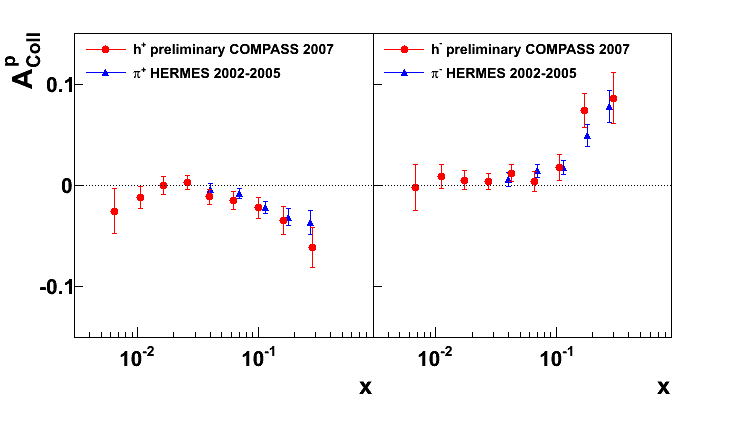 A^p_Coll
h^+ preliminary COMPASS 2007
π^+ HERMES 2002-2005
h^- preliminary COMPASS 2007
π^- HERMES 2002-2005
0.1
0
-0.1
10^-2 10^-1 10^-2 10^-1
x x